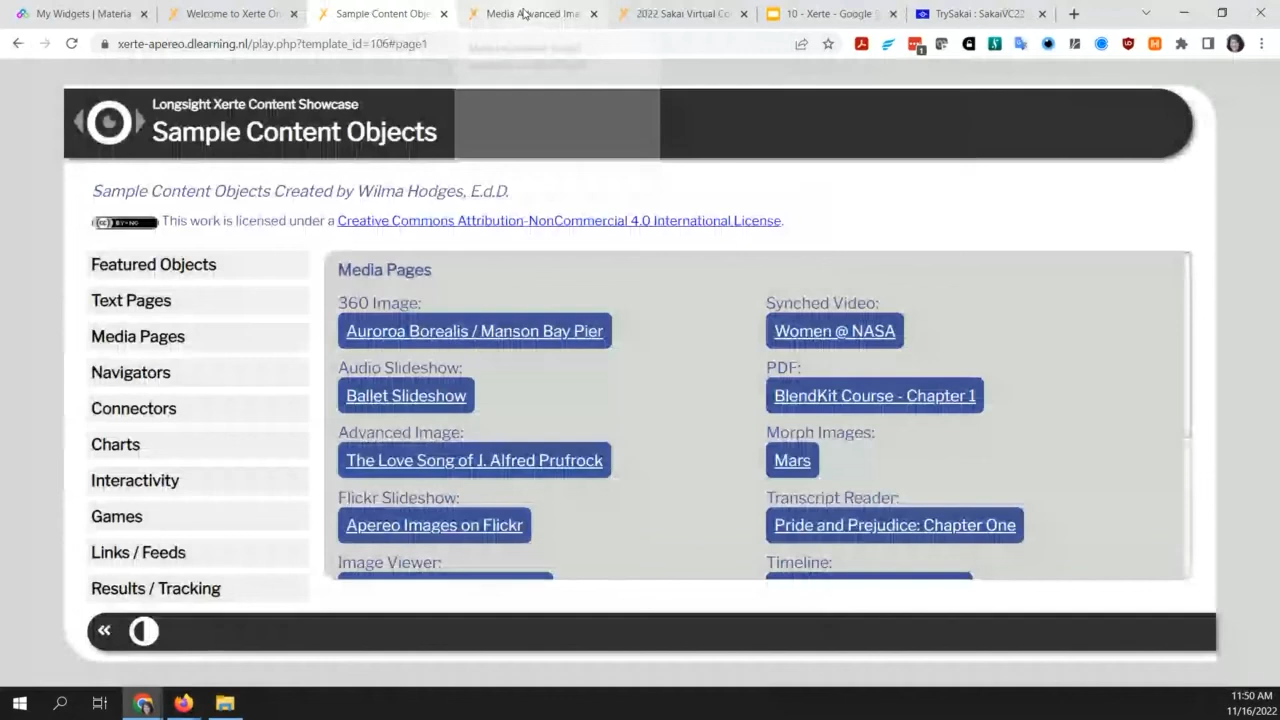 My Widgets | Materia
Welcome to Xerte On
Sample Content Obje
Media Advanced Ima
2022 Sakai Virtual Co
10 - Xerte - Google
TrySakai : SakaiVC22
xerte-apereo.dlearning.nl/play.php?template_id=106#page1
Longsight Xerte Content Showcase
Sample Content Objects
Sample Content Objects Created by Wilma Hodges, E.d.D.
This work is licensed under a Creative Commons Attribution-NonCommercial 4.0 International License.
Featured Objects
Text Pages
Media Pages
Navigators
Connectors
Charts
Interactivity
Games
Links / Feeds
Results / Tracking
Media Pages
360 Image:
Auroroa Borealis / Manson Bay Pier
Audio Slideshow:
Ballet Slideshow
Advanced Image:
The Love Song of J. Alfred Prufrock
Flickr Slideshow:
Apereo Images on Flickr
Image Viewer:
Synched Video:
Women @ NASA
PDF:
BlendKit Course - Chapter 1
Morph Images:
Mars
Transcript Reader:
Pride and Prejudice: Chapter One
Timeline:
11:50 AM
11/16/2022